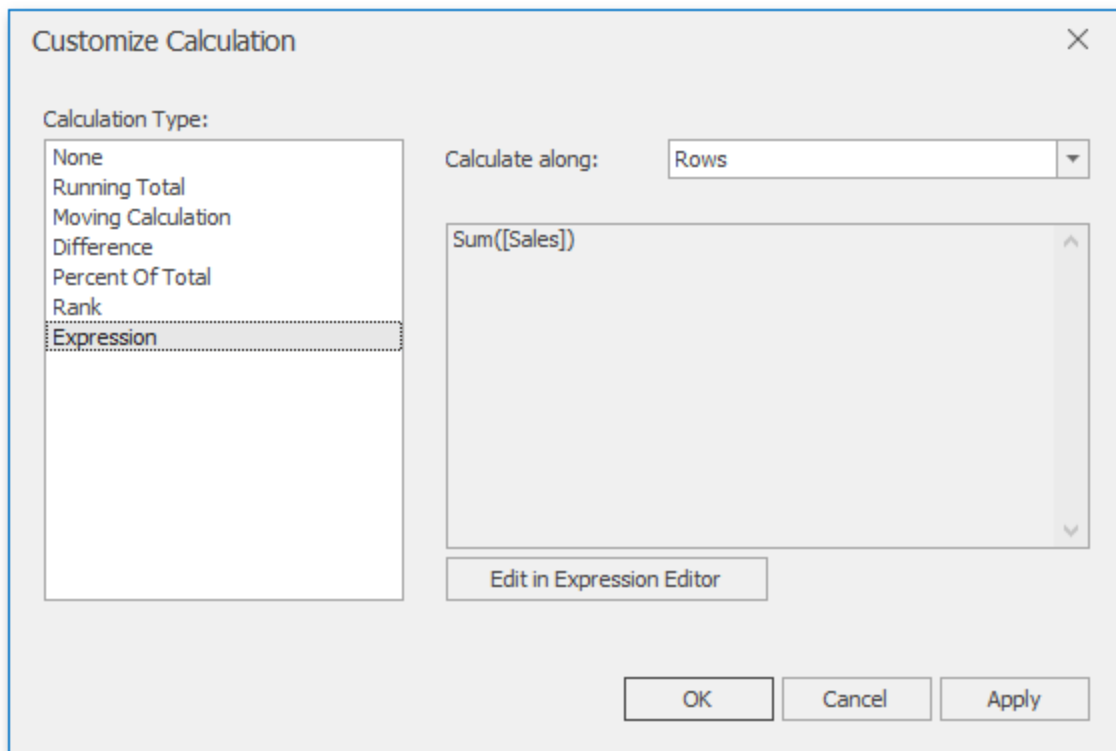 Customize Calculation
Calculation Type:
None
Running Total
Moving Calculation
Difference
Percent Of Total
Rank
Expression
Calculate along:
Rows
Sum([Sales])
Edit in Expression Editor
OK
Cancel
Apply